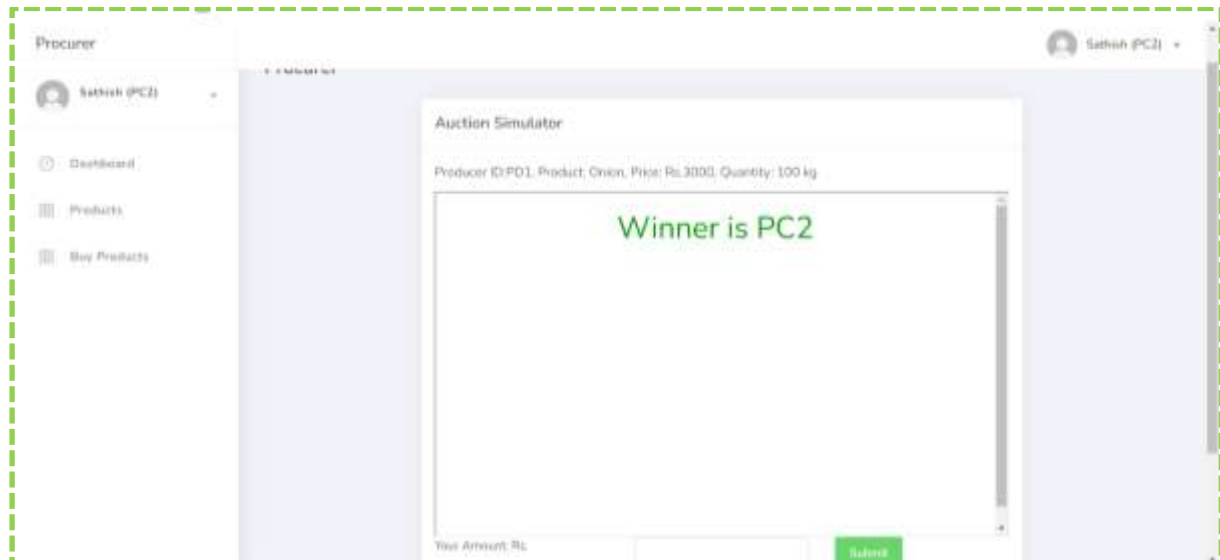 Procurer
Sathish (PC2)
Sathish (PC2)
Procurer
Dashboard
Products
Buy Products
Auction Simulator
Producer ID:PD1, Product: Onion, Price: Rs.3000, Quantity: 100 kg
Winner is PC2
Your Amount: Rs.
Submit